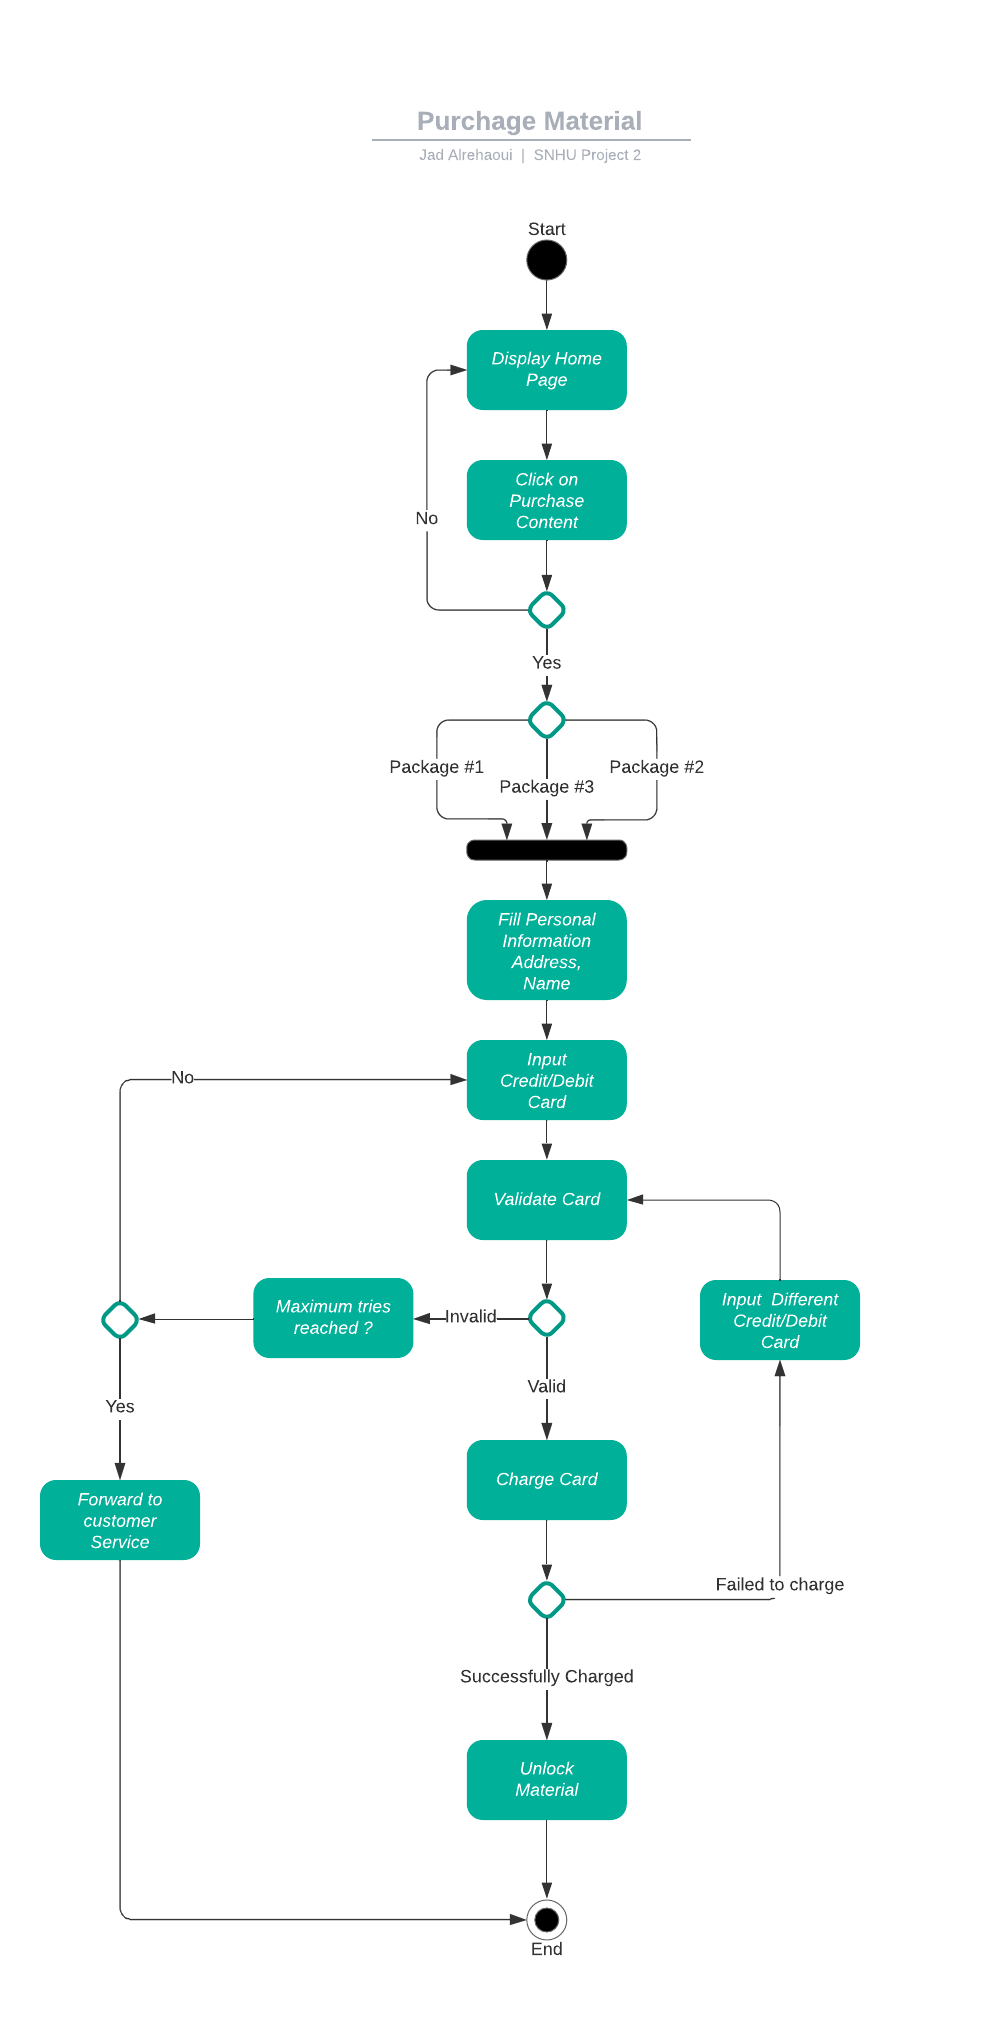 Purchage Material
Jad Alrehaoui | SNHU Project 2
Start
Display Home
Page
Click on
Purchase
Content
No
Yes
Package #1
Package #3
Package #2
Fill Personal
Information
Address,
Name
No
Input
Credit/Debit
Card
Validate Card
Maximum tries
reached ?
Invalid
Input  Different
Credit/Debit
Card
Valid
Yes
Charge Card
Forward to
customer
Service
Failed to charge
Successfully Charged
Unlock
Material
End